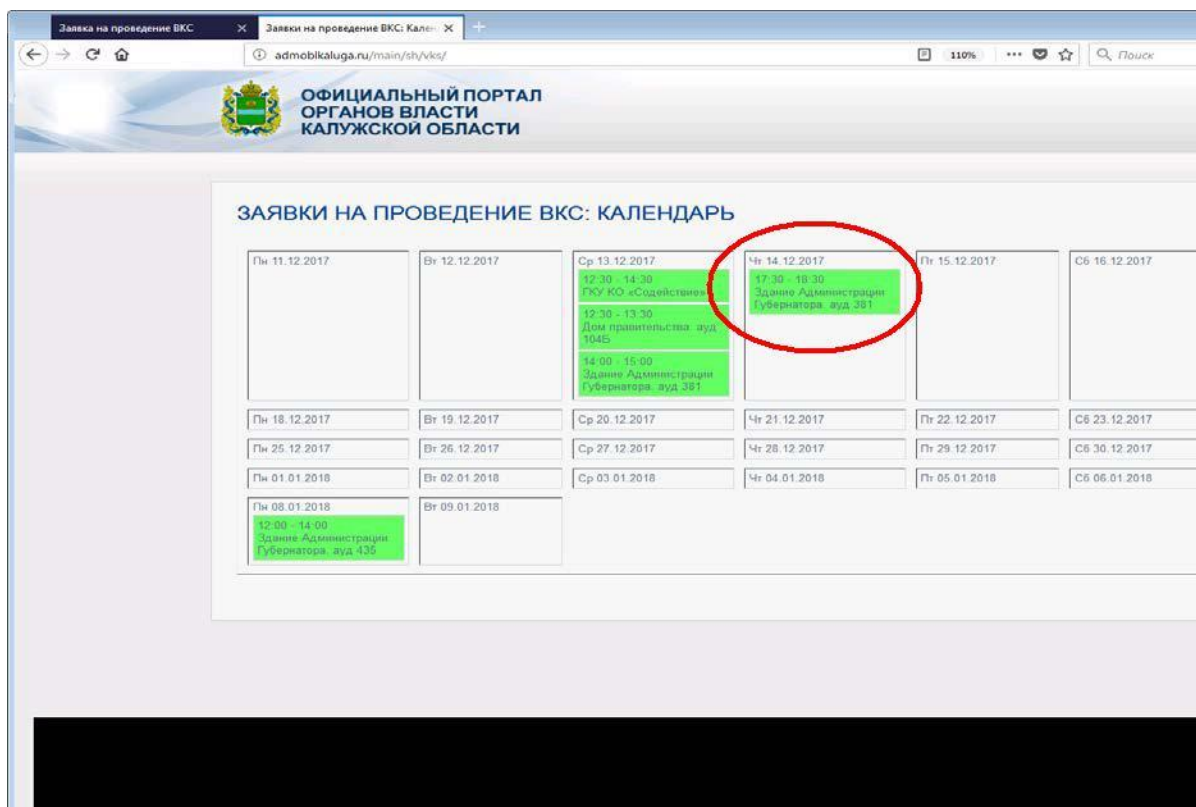 Заявка на проведение ВКС
Заявки на проведение ВКС: Кален
admoblkaluga.ru/main/sh/vks/
110%
Поиск
ОФИЦИАЛЬНЫЙ ПОРТАЛ
ОРГАНОВ ВЛАСТИ
КАЛУЖСКОЙ ОБЛАСТИ
ЗАЯВКИ НА ПРОВЕДЕНИЕ ВКС: КАЛЕНДАРЬ
Пн 11.12.2017
Вт 12.12.2017
Ср 13.12.2017
12:30 - 14:30
ГКУ КО «Содействие»
12:30 - 13:30
Дом правительства. ауд
104Б
14:00 - 15:00
Здание Администрации
Губернатора. ауд 381
Чт 14.12.2017
17:30 - 18:30
Здание Администрации
Губернатора. ауд 381
Пт 15.12.2017
Сб 16.12.2017
Пн 18.12.2017
Вт 19.12.2017
Ср 20.12.2017
Чт 21.12.2017
Пт 22.12.2017
Сб 23.12.2017
Пн 25.12.2017
Вт 26.12.2017
Ср 27.12.2017
Чт 28.12.2017
Пт 29.12.2017
Сб 30.12.2017
Пн 01.01.2018
Вт 02.01.2018
Ср 03.01.2018
Чт 04.01.2018
Пт 05.01.2018
Сб 06.01.2018
Пн 08.01.2018
12:00 - 14:00
Здание Администрации
Губернатора. ауд 435
Вт 09.01.2018